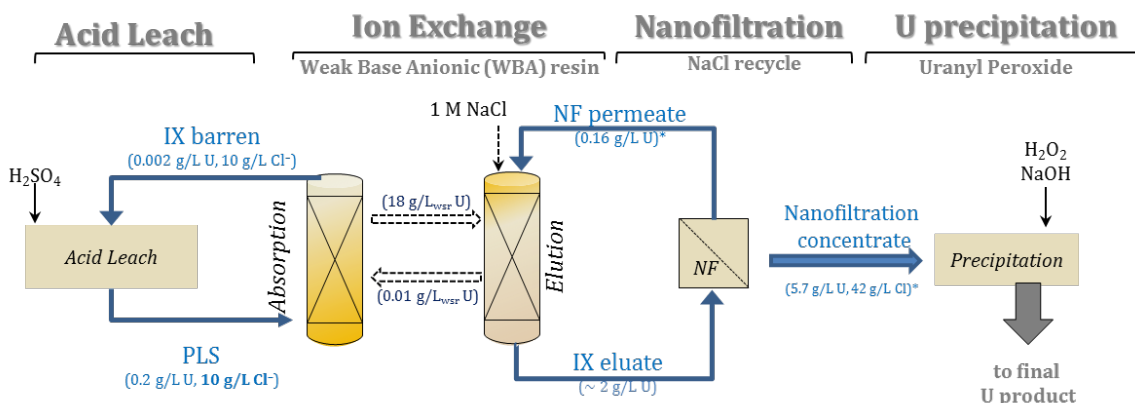 Acid Leach
Ion Exchange
Weak Base Anionic (WBA) resin
Nanofiltration
NaCl recycle
U precipitation
Uranyl Peroxide
IX barren
(0.002 g/L U, 10 g/L Cl⁻)
H₂SO₄
Acid Leach
PLS
(0.2 g/L U, 10 g/L Cl⁻)
Absorption
(18 g/Lwsr U)
(0.01 g/Lwsr U)
1 M NaCl
Elution
NF permeate
(0.16 g/L U)*
IX eluate
(~ 2 g/L U)
NF
Nanofiltration
concentrate
(5.7 g/L U, 42 g/L Cl)*
H₂O₂
NaOH
Precipitation
to final
U product